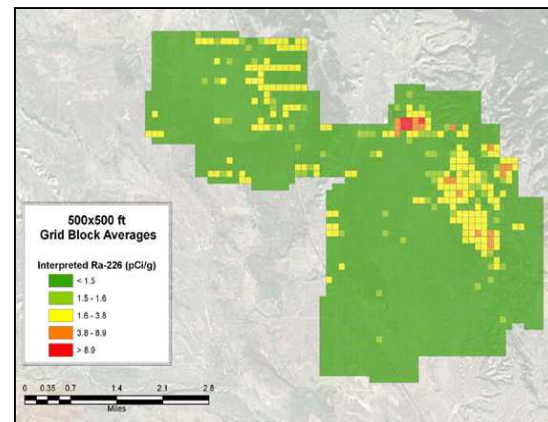 500x500 ft
Grid Block Averages
Interpreted Ra-226 (pCi/g)
< 1.5
1.5 - 1.6
1.6 - 3.8
3.8 - 8.9
> 8.9
0 0.35 0.7 1.4 2.1 2.8
Miles